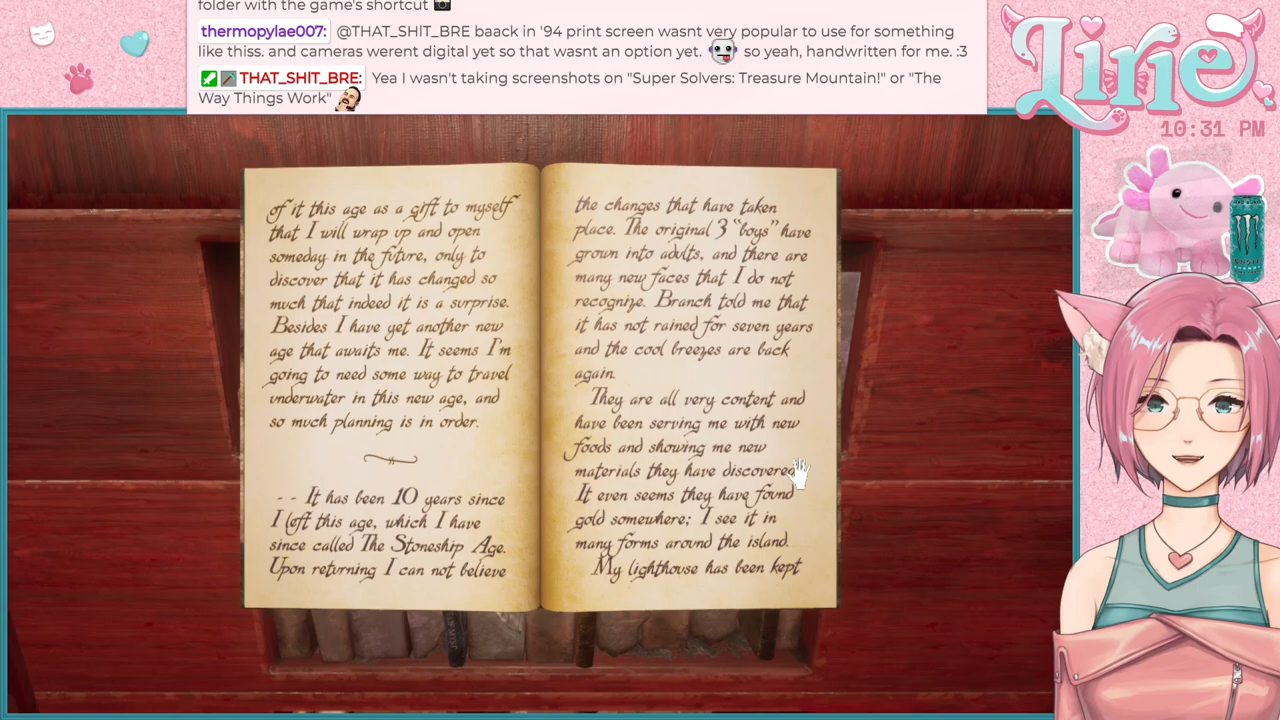 folder with the game's shortcut
thermopylae007: @THAT_SHIT_BRE baack in '94 print screen wasnt very popular to use for something
like thiss. and cameras werent digital yet so that wasnt an option yet. so yeah, handwritten for me. :3
THAT_SHIT_BRE: Yea I wasn't taking screenshots on "Super Solvers: Treasure Mountain!" or "The
Way Things Work"
Lirie
10:31 PM
of it this age as a gift to myself
that I will wrap up and open
someday in the future, only to
discover that it has changed so
much that indeed it is a surprise.
Besides I have yet another new
age that awaits me. It seems I'm
going to need some way to travel
underwater in this new age, and
so much planning is in order.
- - It has been 10 years since
I left this age, which I have
since called The Stoneship Age.
Upon returning I can not believe
the changes that have taken
place. The original 3 "boys" have
grown into adults, and there are
many new faces that I do not
recognize. Branch told me that
it has not rained for seven years
and the cool breezes are back
again.
They are all very content and
have been serving me with new
foods and showing me new
materials they have discovered
It even seems they have found
gold somewhere; I see it in
many forms around the island.
My lighthouse has been kept